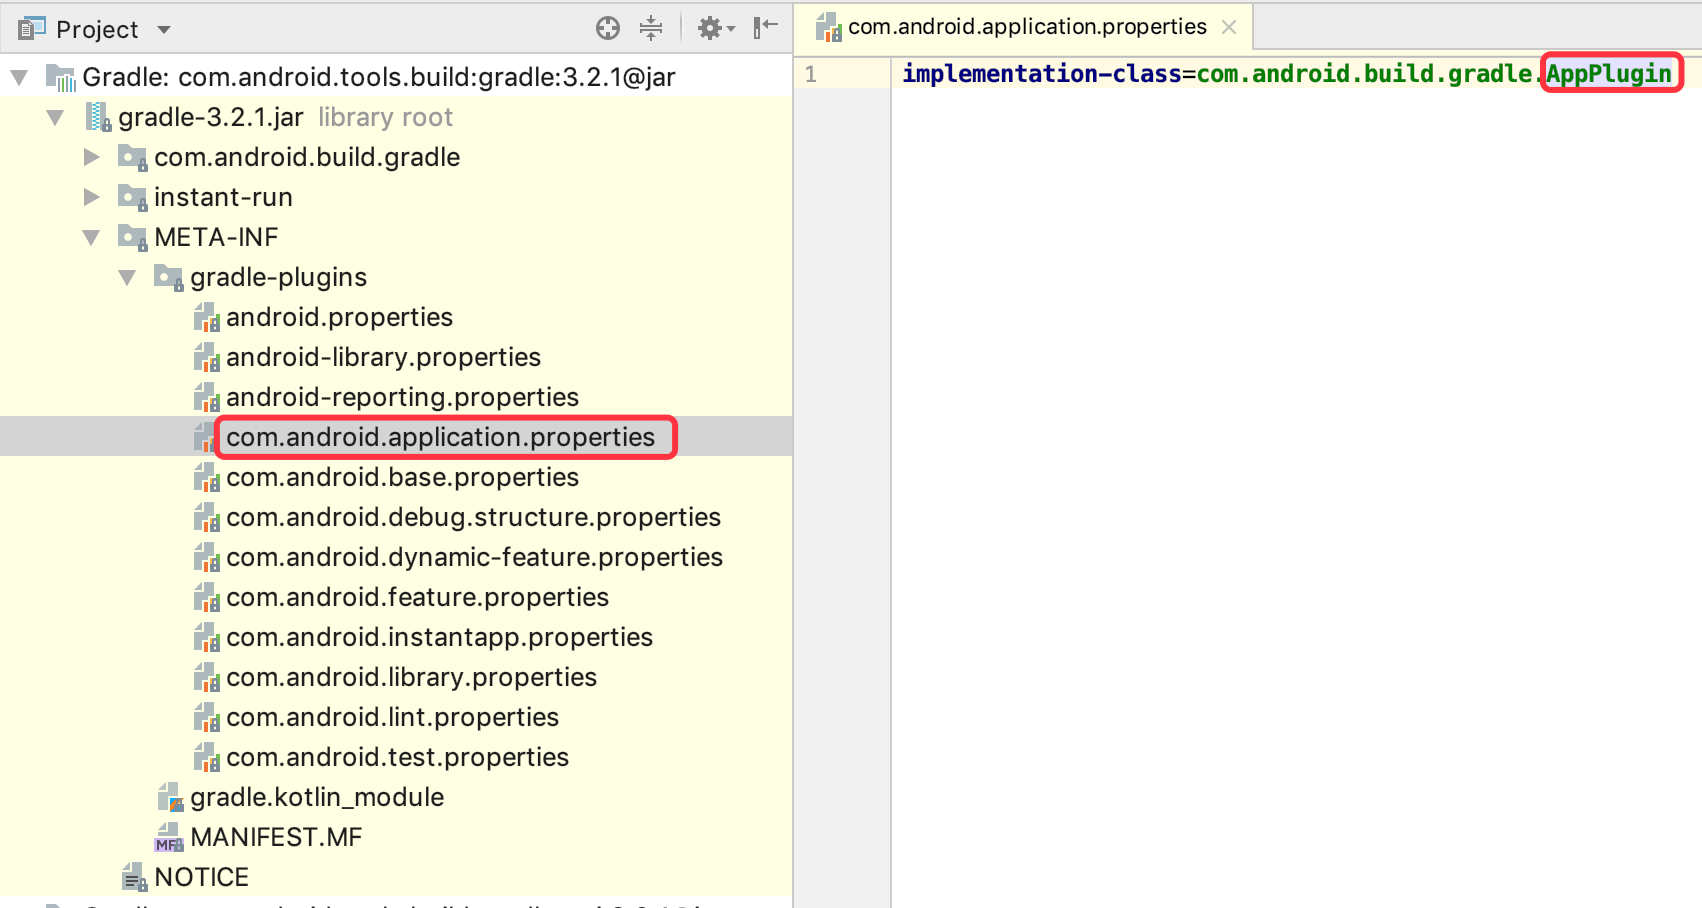 Project
Gradle: com.android.tools.build:gradle:3.2.1@jar
gradle-3.2.1.jar library root
com.android.build.gradle
instant-run
META-INF
gradle-plugins
android.properties
android-library.properties
android-reporting.properties
com.android.application.properties
com.android.base.properties
com.android.debug.structure.properties
com.android.dynamic-feature.properties
com.android.feature.properties
com.android.instantapp.properties
com.android.library.properties
com.android.lint.properties
com.android.test.properties
gradle.kotlin_module
MF MANIFEST.MF
NOTICE
com.android.application.properties
1 implementation-class=com.android.build.gradle.AppPlugin